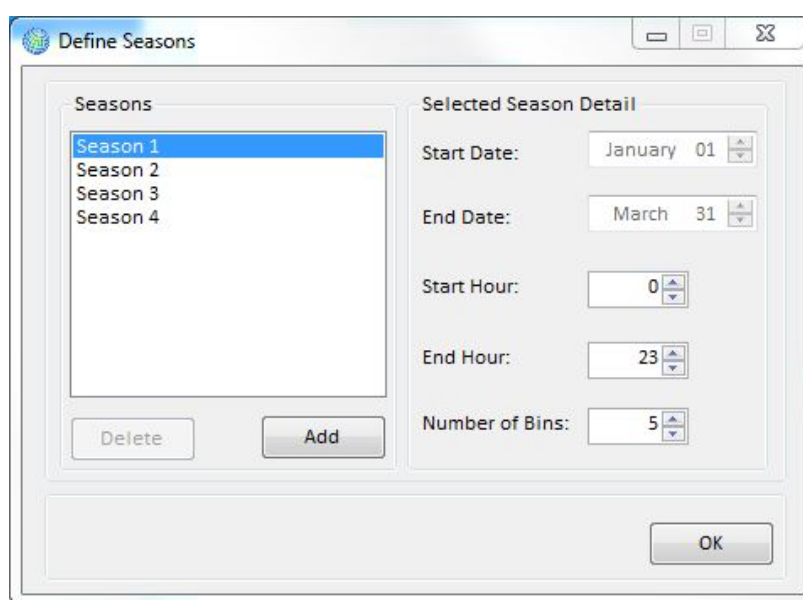 Define Seasons
Seasons
Season 1
Season 2
Season 3
Season 4
Delete
Add
Selected Season Detail
Start Date: January 01
End Date: March 31
Start Hour: 0
End Hour: 23
Number of Bins: 5
OK